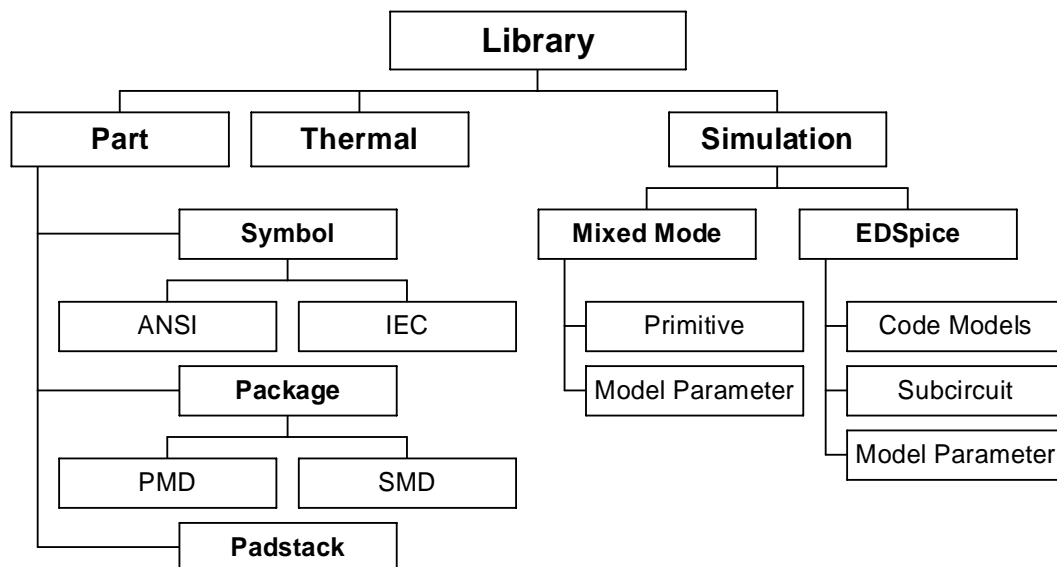 Library
Part
Thermal
Simulation
Symbol
Mixed Mode
EDSpice
ANSI
IEC
Primitive
Code Models
Package
Model Parameter
Subcircuit
PMD
SMD
Model Parameter
Padstack